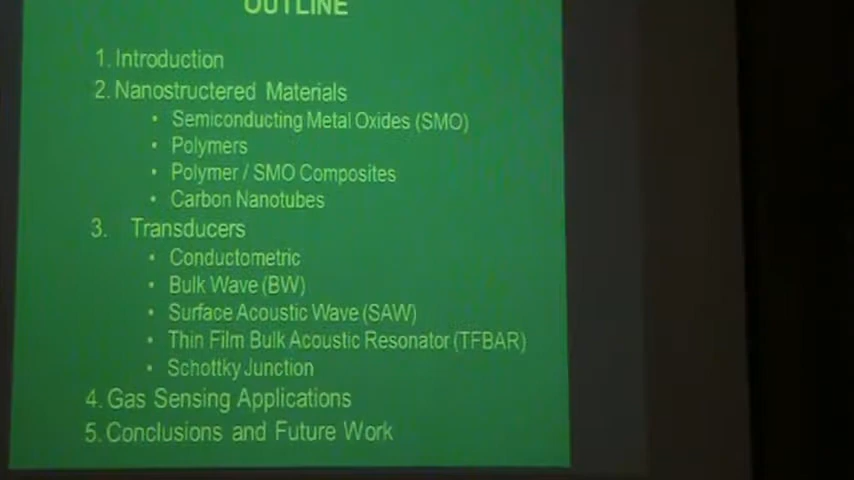 OUTLINE
1. Introduction
2. Nanostructered Materials
• Semiconducting Metal Oxides (SMO)
• Polymers
• Polymer / SMO Composites
• Carbon Nanotubes
3. Transducers
• Conductometric
• Bulk Wave (BW)
• Surface Acoustic Wave (SAW)
• Thin Film Bulk Acoustic Resonator (TFBAR)
• Schottky Junction
4. Gas Sensing Applications
5. Conclusions and Future Work